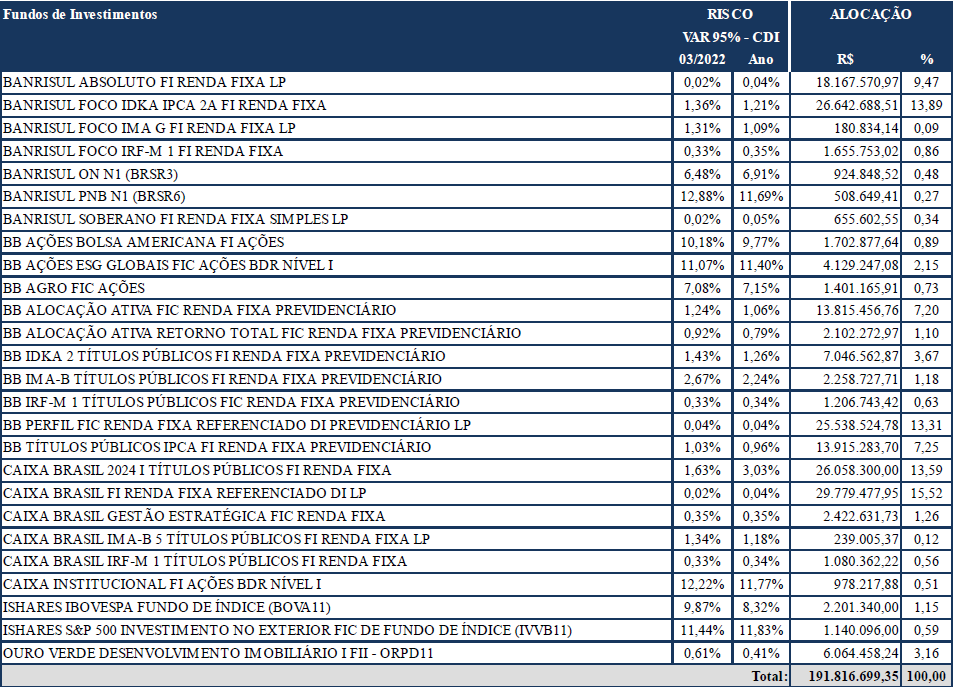 Fundos de Investimentos RISCO ALOCAÇÃO
VAR 95% - CDI
03/2022 Ano R$ %
BANRISUL ABSOLUTO FI RENDA FIXA LP 0,02% 0,04% 18.167.570,97 9,47
BANRISUL FOCO IDKA IPCA 2A FI RENDA FIXA 1,36% 1,21% 26.642.688,51 13,89
BANRISUL FOCO IMA G FI RENDA FIXA LP 1,31% 1,09% 180.834,14 0,09
BANRISUL FOCO IRF-M 1 FI RENDA FIXA 0,33% 0,35% 1.655.753,02 0,86
BANRISUL ON N1 (BRSR3) 6,48% 6,91% 924.848,52 0,48
BANRISUL PNB N1 (BRSR6) 12,88% 11,69% 508.649,41 0,27
BANRISUL SOBERANO FI RENDA FIXA SIMPLES LP 0,02% 0,05% 655.602,55 0,34
BB AÇÕES BOLSA AMERICANA FI AÇÕES 10,18% 9,77% 1.702.877,64 0,89
BB AÇÕES ESG GLOBAIS FIC AÇÕES BDR NÍVEL I 11,07% 11,40% 4.129.247,08 2,15
BB AGRO FIC AÇÕES 7,08% 7,15% 1.401.165,91 0,73
BB ALOCAÇÃO ATIVA FIC RENDA FIXA PREVIDENCIÁRIO 1,24% 1,06% 13.815.456,76 7,20
BB ALOCAÇÃO ATIVA RETORNO TOTAL FIC RENDA FIXA PREVIDENCIÁRIO 0,92% 0,79% 2.102.272,97 1,10
BB IDKA 2 TÍTULOS PÚBLICOS FI RENDA FIXA PREVIDENCIÁRIO 1,43% 1,26% 7.046.562,87 3,67
BB IMA-B TÍTULOS PÚBLICOS FI RENDA FIXA PREVIDENCIÁRIO 2,67% 2,24% 2.258.727,71 1,18
BB IRF-M 1 TÍTULOS PÚBLICOS FIC RENDA FIXA PREVIDENCIÁRIO 0,33% 0,34% 1.206.743,42 0,63
BB PERFIL FIC RENDA FIXA REFERENCIADO DI PREVIDENCIÁRIO LP 0,04% 0,04% 25.538.524,78 13,31
BB TÍTULOS PÚBLICOS IPCA FI RENDA FIXA PREVIDENCIÁRIO 1,03% 0,96% 13.915.283,70 7,25
CAIXA BRASIL 2024 I TÍTULOS PÚBLICOS FI RENDA FIXA 1,63% 3,03% 26.058.300,00 13,59
CAIXA BRASIL FI RENDA FIXA REFERENCIADO DI LP 0,02% 0,04% 29.779.477,95 15,52
CAIXA BRASIL GESTÃO ESTRATÉGICA FIC RENDA FIXA 0,35% 0,35% 2.422.631,73 1,26
CAIXA BRASIL IMA-B 5 TÍTULOS PÚBLICOS FI RENDA FIXA LP 1,34% 1,18% 239.005,37 0,12
CAIXA BRASIL IRF-M 1 TÍTULOS PÚBLICOS FI RENDA FIXA 0,33% 0,34% 1.080.362,22 0,56
CAIXA INSTITUCIONAL FI AÇÕES BDR NÍVEL I 12,22% 11,77% 978.217,88 0,51
ISHARES IBOVESPA FUNDO DE ÍNDICE (BOVA11) 9,87% 8,32% 2.201.340,00 1,15
ISHARES S&P 500 INVESTIMENTO NO EXTERIOR FIC DE FUNDO DE ÍNDICE (IVVB11) 11,44% 11,83% 1.140.096,00 0,59
OURO VERDE DESENVOLVIMENTO IMOBILIÁRIO I FII - ORPD11 0,61% 0,41% 6.064.458,24 3,16
Total: 191.816.699,35 100,00